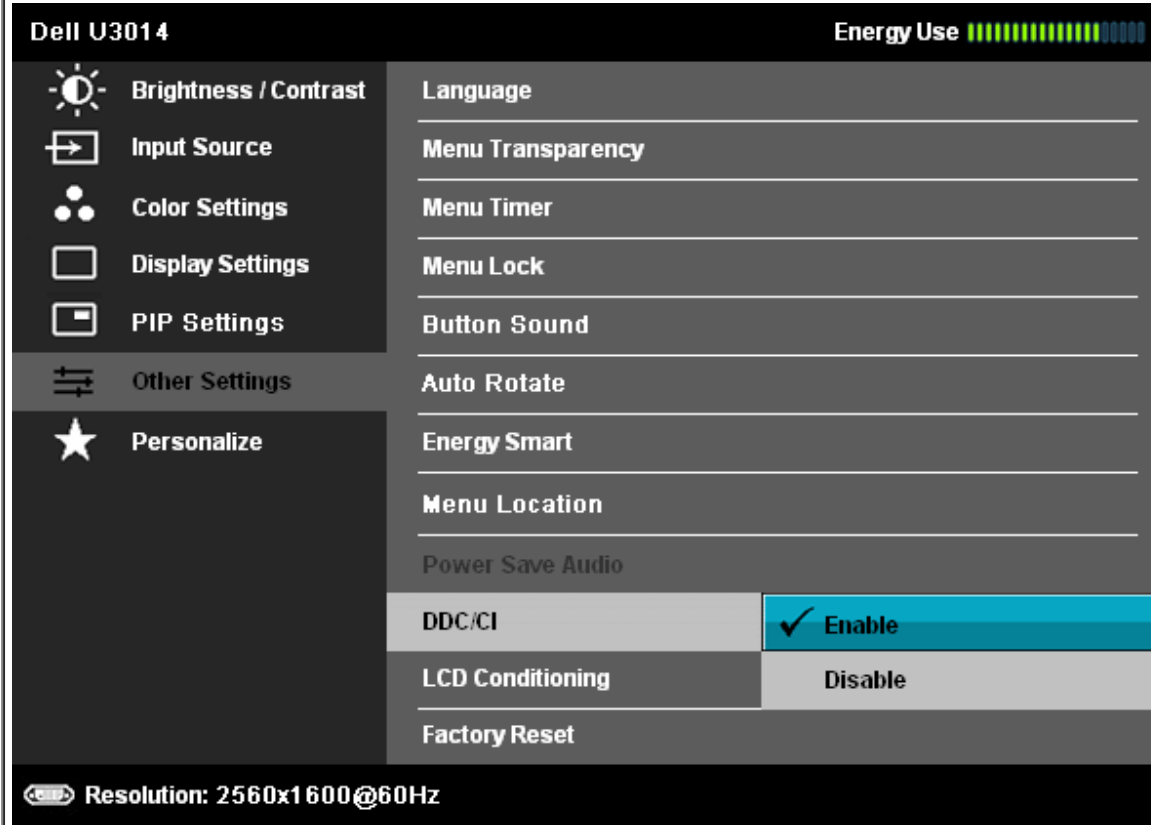 Dell U3014 Energy Use
Brightness / Contrast
Input Source
Color Settings
Display Settings
PIP Settings
Other Settings
Personalize
Language
Menu Transparency
Menu Timer
Menu Lock
Button Sound
Auto Rotate
Energy Smart
Menu Location
Power Save Audio
DDC/CI
Enable
LCD Conditioning
Disable
Factory Reset
Resolution: 2560x1600@60Hz